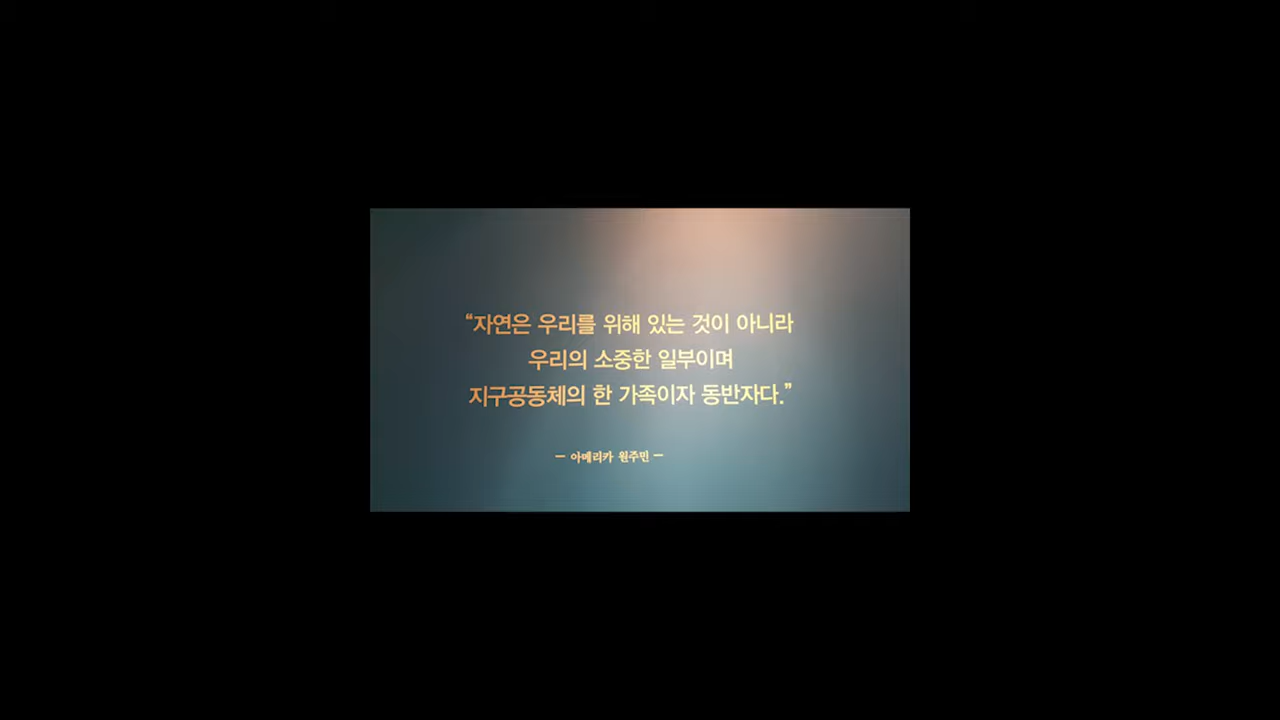 “자연은 우리를 위해 있는 것이 아니라
우리의 소중한 일부이며
지구공동체의 한 가족이자 동반자다.”
— 아메리카 원주민 —